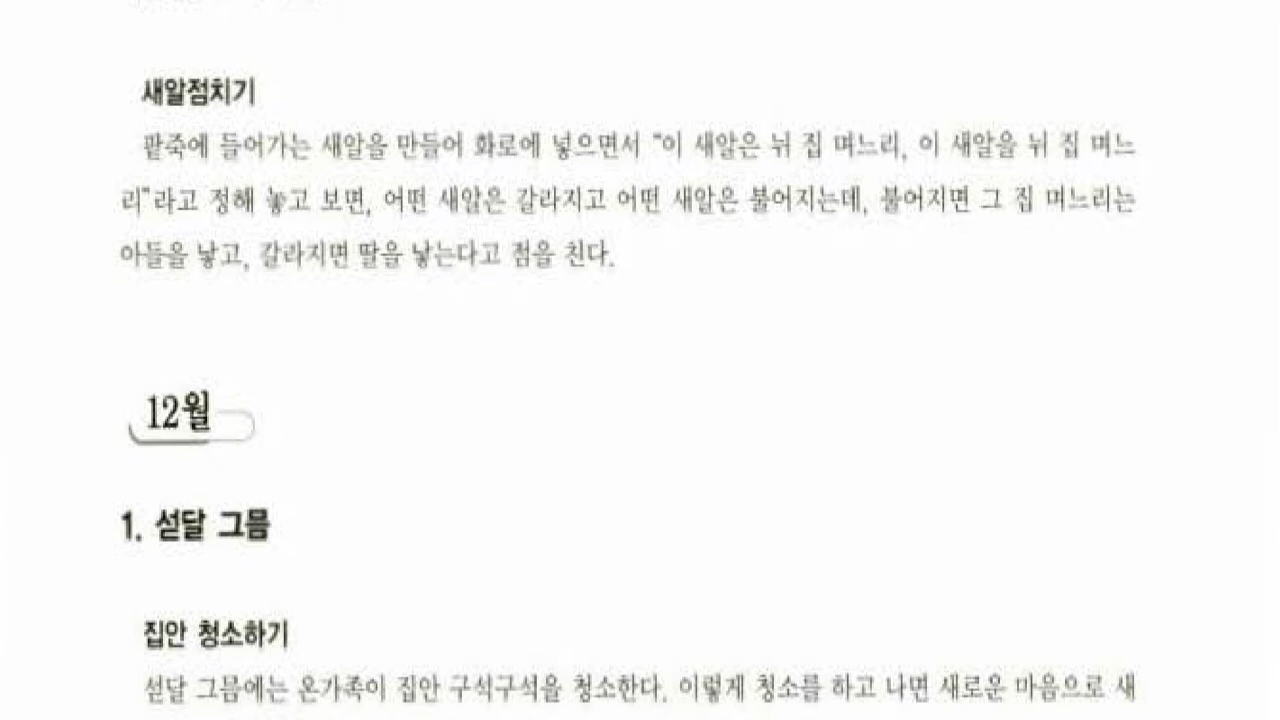 새알점치기
팥죽에 들어가는 새알을 만들어 화로에 넣으면서 "이 새알은 뉘 집 며느리, 이 새알을 뉘 집 며느
리"라고 정해 놓고 보면, 어떤 새알은 갈라지고 어떤 새알은 불어지는데, 불어지면 그 집 며느리는
아들을 낳고, 갈라지면 딸을 낳는다고 점을 친다.
12월
1. 섣달 그믐
집안 청소하기
섣달 그믐에는 온가족이 집안 구석구석을 청소한다. 이렇게 청소를 하고 나면 새로운 마음으로 새